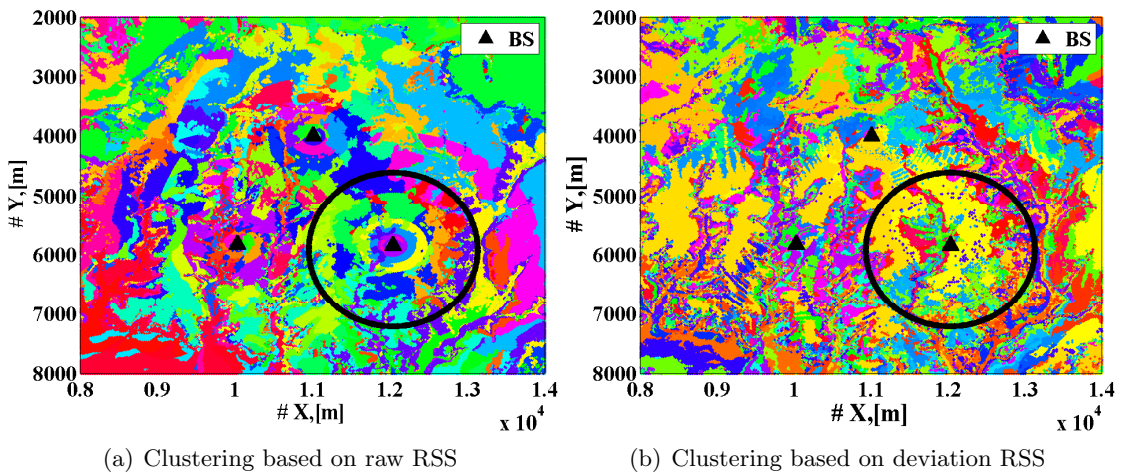 2000
3000
4000
5000
6000
7000
8000
# Y,[m]
BS
0.8 0.9 1 1.1 1.2 1.3 1.4
# X,[m]
x 10^4
(a) Clustering based on raw RSS
2000
3000
4000
5000
6000
7000
8000
# Y,[m]
BS
0.8 0.9 1 1.1 1.2 1.3 1.4
# X,[m]
x 10^4
(b) Clustering based on deviation RSS